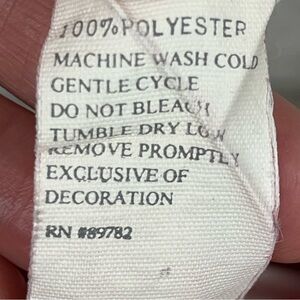 100% POLYESTER
MACHINE WASH COLD
GENTLE CYCLE
DO NOT BLEACH
TUMBLE DRY LOW
REMOVE PROMPTLY
EXCLUSIVE OF
DECORATION
RN #89782